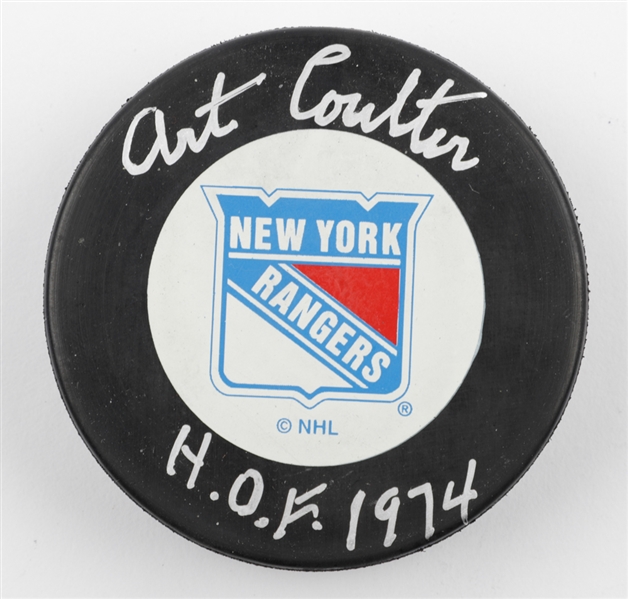 Art Coulter
NEW YORK
RANGERS
®
© NHL
H.O.F. 1974